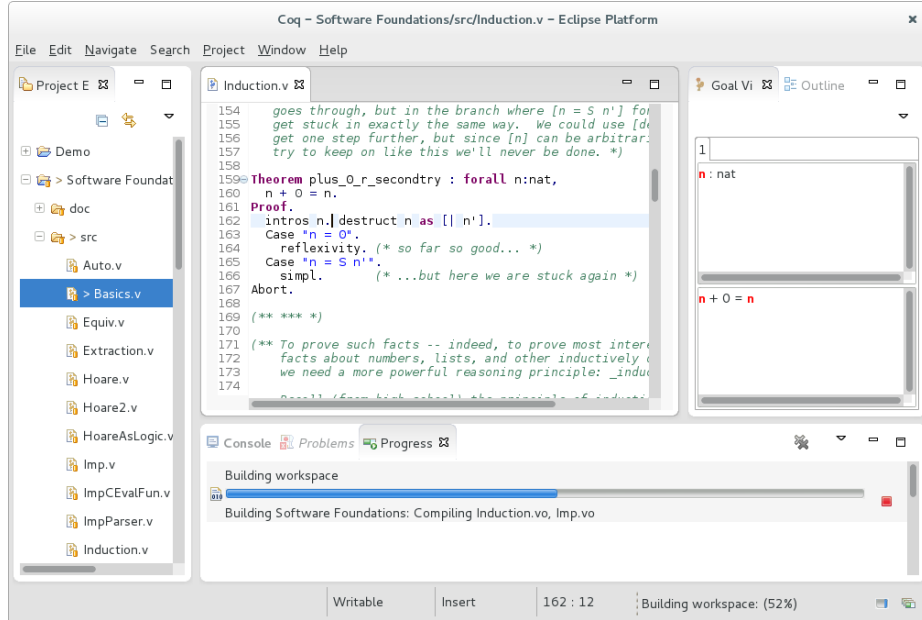 Coq – Software Foundations/src/Induction.v – Eclipse Platform
File Edit Navigate Search Project Window Help
Project E
Demo
> Software Foundat
doc
> src
Auto.v
> Basics.v
Equiv.v
Extraction.v
Hoare.v
Hoare2.v
HoareAsLogic.v
Imp.v
ImpCEvalFun.v
ImpParser.v
Induction.v
Induction.v
154 goes through, but in the branch where [n = S n'] for
155 get stuck in exactly the same way. We could use [de
156 get one step further, but since [n] can be arbitrari
157 try to keep on like this we'll never be done. *)
158
159 Theorem plus_0_r_secondtry : forall n:nat,
160 n + 0 = n.
161 Proof.
162 intros n. destruct n as [| n'].
163 Case "n = 0".
164 reflexivity. (* so far so good... *)
165 Case "n = S n'".
166 simpl. (* ...but here we are stuck again *)
167 Abort.
168
169 (** *** *)
170
171 (** To prove such facts -- indeed, to prove most intere
172 facts about numbers, lists, and other inductively d
173 we need a more powerful reasoning principle: _induc
174
Goal Vi Outline
1
n : nat
n + 0 = n
Console Problems Progress
Building workspace
Building Software Foundations: Compiling Induction.vo, Imp.vo
Writable Insert 162 : 12 Building workspace: (52%)